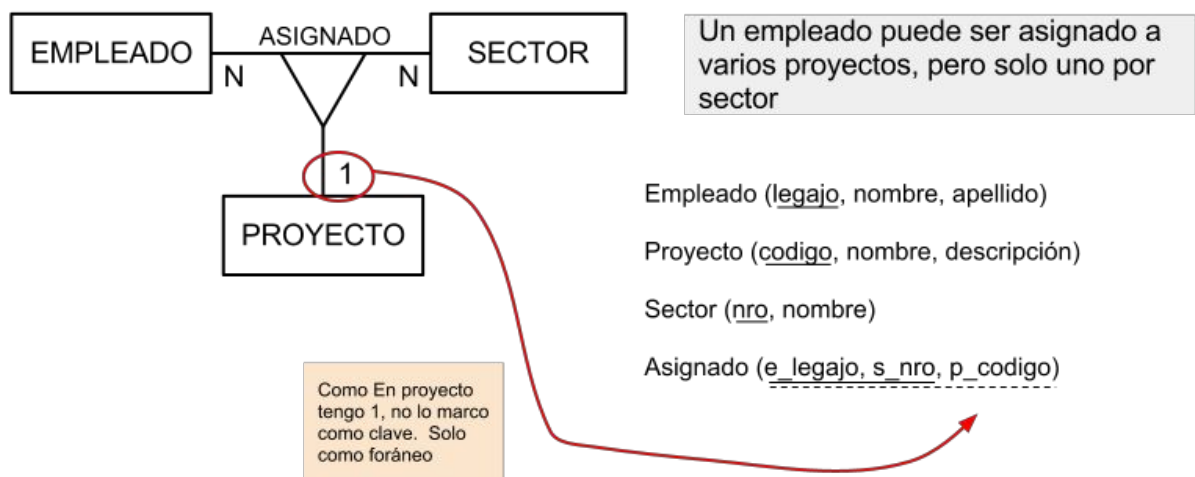 EMPLEADO
ASIGNADO
SECTOR
N
N
1
PROYECTO
Un empleado puede ser asignado a
varios proyectos, pero solo uno por
sector
Empleado (legajo, nombre, apellido)
Proyecto (codigo, nombre, descripción)
Sector (nro, nombre)
Asignado (e_legajo, s_nro, p_codigo)
Como En proyecto
tengo 1, no lo marco
como clave. Solo
como foráneo